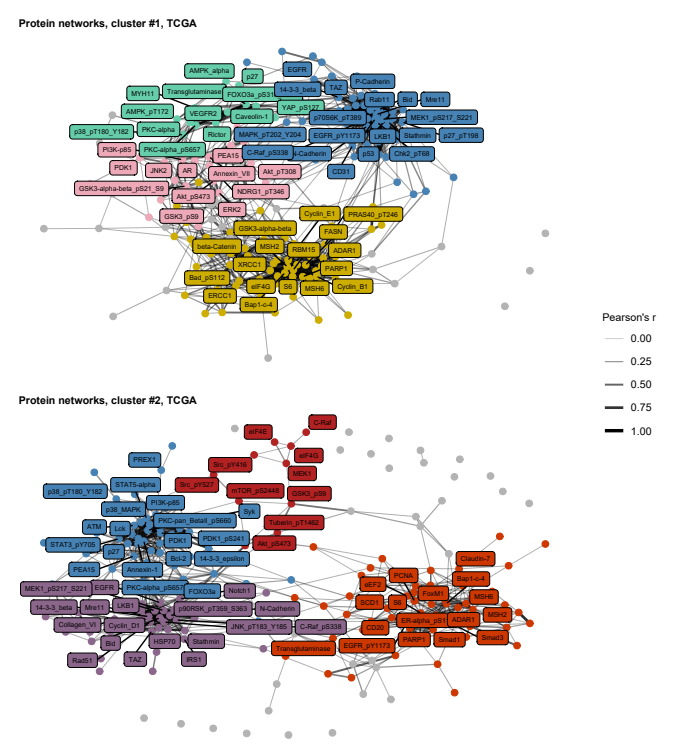 Protein networks, cluster #1, TCGA
EGFR
AMPK_alpha
p27
P-Cadherin
MYH11
Transglutaminase
FOXO3a_pS31
14-3-3_beta
TAZ
Rab11
Bid
Mre11
AMPK_pT172
VEGFR2
Caveolin-1
YAP_pS127
p70S6K_pT389
MEK1_pS217_S221
p38_pT180_Y182
PKC-alpha
Rictor
MAPK_pT202_Y204
EGFR_pY1173
LKB1
Stathmin
p27_pT198
PI3K-p85
PKC-alpha_pS657
PEA15
C-Raf_pS338
N-Cadherin
p53
Chk2_pT68
PDK1
JNK2
AR
Annexin_VII
Akt_pT308
CD31
GSK3-alpha-beta_pS21_S9
Akt_pS473
NDRG1_pT346
GSK3_pS9
ERK2
Cyclin_E1
PRAS40_pT246
GSK3-alpha-beta
FASN
beta-Catenin
MSH2
RBM15
ADAR1
XRCC1
PARP1
Bad_pS112
eIF4G
S6
MSH6
Cyclin_B1
ERCC1
Bap1-c-4
Pearson's r
0.00
0.25
0.50
0.75
1.00
Protein networks, cluster #2, TCGA
C-Raf
eIF4E
eIF4G
PREX1
Src_pY416
MEK1
STAT5-alpha
Src_pY527
p38_pT180_Y182
mTOR_pS2448
GSK3_pS9
PI3K-p85
p38_MAPK
Syk
ATM
Lck
PKC-pan_BetaII_pS660
Tuberin_pT1462
STAT3_pY705
PDK1
PDK1_pS241
Akt_pS473
p27
Bcl-2
14-3-3_epsilon
Claudin-7
PEA15
Annexin-1
PCNA
Bap1-c-4
MEK1_pS217_S221
EGFR
PKC-alpha_pS657
FOXO3a
Notch1
eEF2
FoxM1
MSH6
14-3-3_beta
Mre11
LKB1
p90RSK_pT359_S363
N-Cadherin
SCD1
S6
MSH2
Collagen_VI
Cyclin_D1
JNK_pT183_Y185
C-Raf_pS338
CD20
ER-alpha_pS11
ADAR1
Bid
HSP70
Stathmin
Transglutaminase
EGFR_pY1173
PARP1
Smad1
Smad3
Rad51
TAZ
IRS1